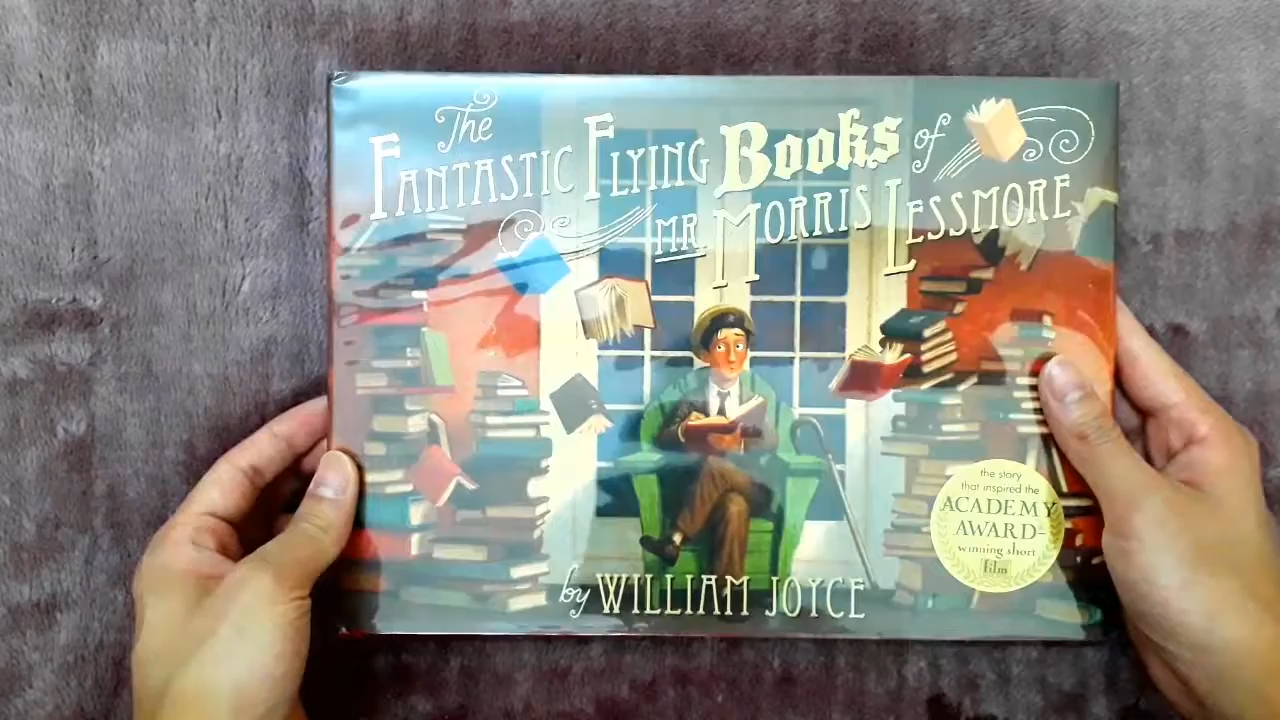 The
FANTASTIC FLYING Books of
MR. MORRIS LESSMORE
the story
that inspired the
ACADEMY
AWARD-
winning short
film
by WILLIAM JOYCE